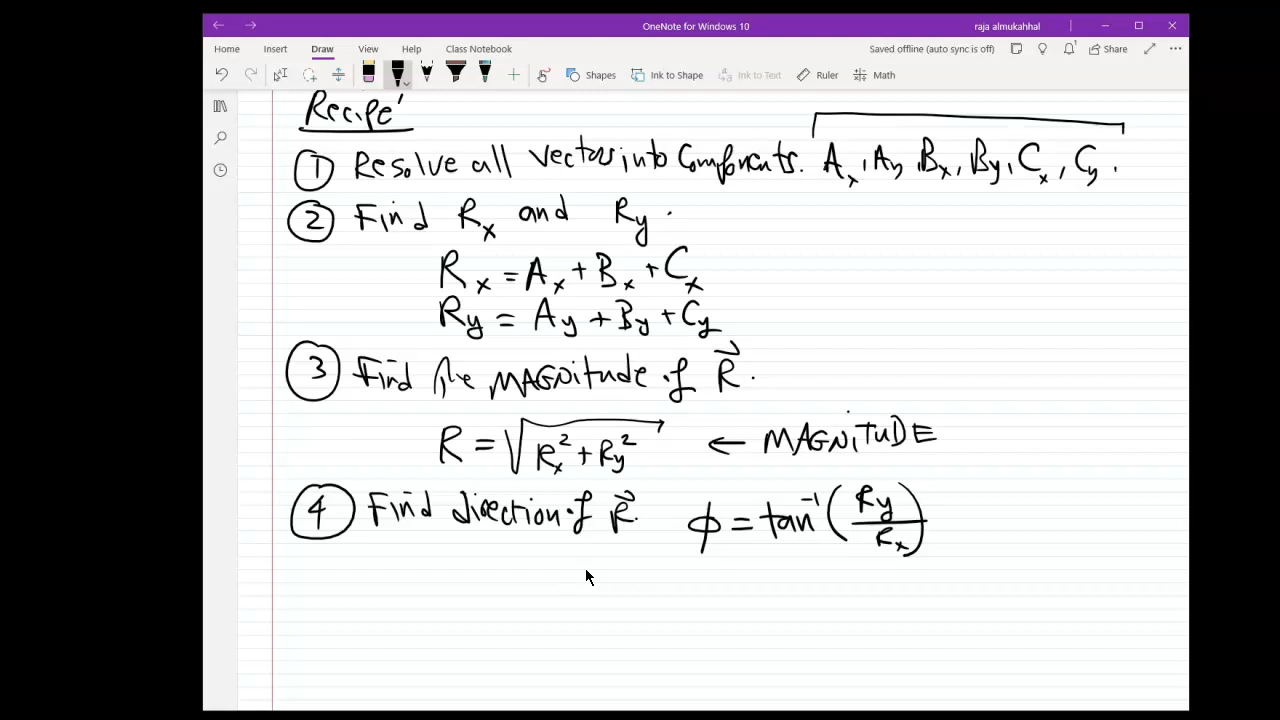 OneNote for Windows 10
raja almukahhal
Home Insert Draw View Help Class Notebook
Saved offline (auto sync is off)
Share
Shapes
Ink to Shape
Ink to Text
Ruler
Math
Recipe'
① Resolve all vectors into Components. Aₓ, Ay, Bₓ, By, Cₓ, Cy.
② Find Rₓ and Ry.
Rₓ = Aₓ + Bₓ + Cₓ
Ry = Ay + By + Cy
③ Find the MAGNitude of R⃗.
R = √(Rₓ² + Ry²) ← MAGNiTUDE
④ Find direction of R⃗. ϕ = tan⁻¹(Ry/Rₓ)